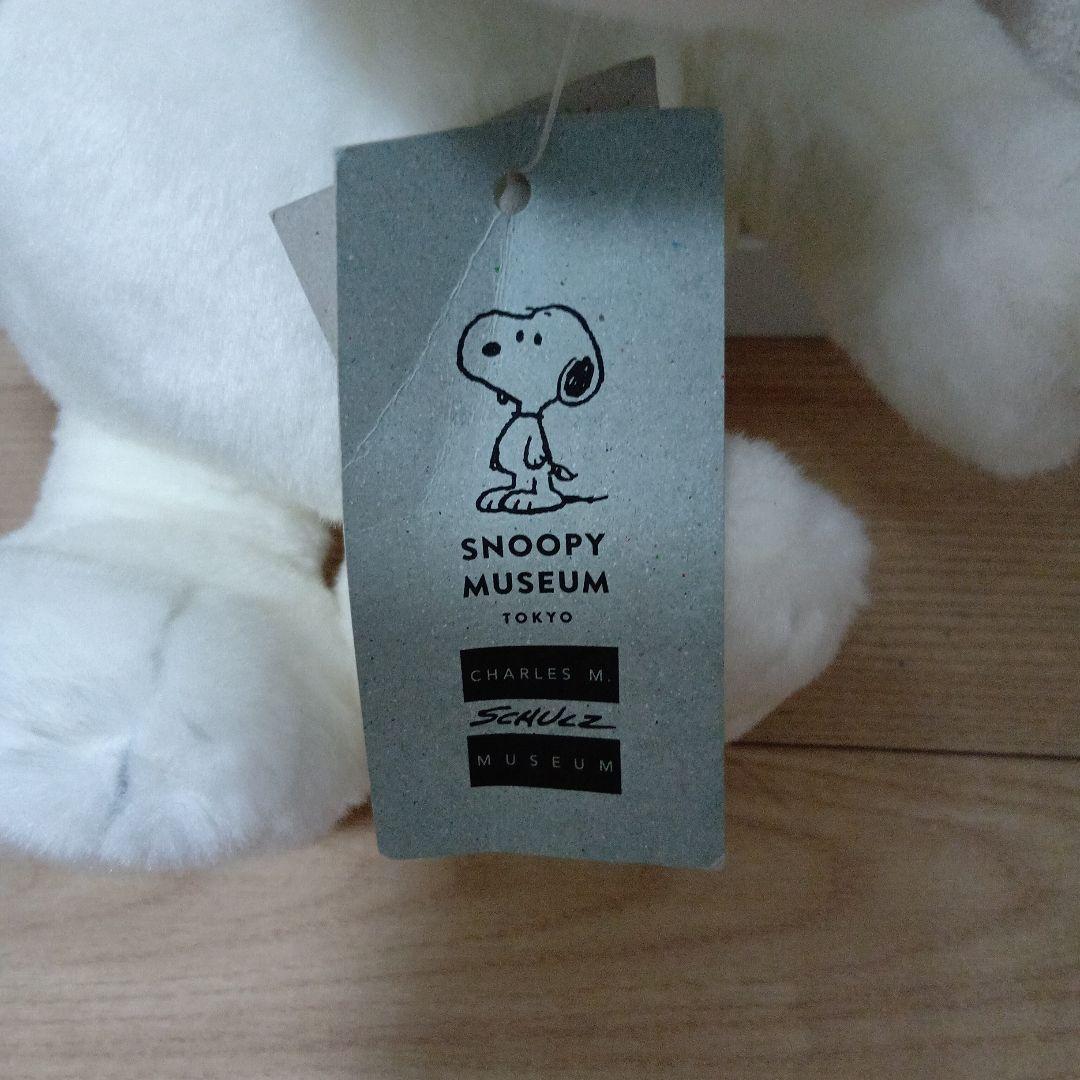 SNOOPY
MUSEUM
TOKYO
CHARLES M.
SCHULZ
MUSEUM